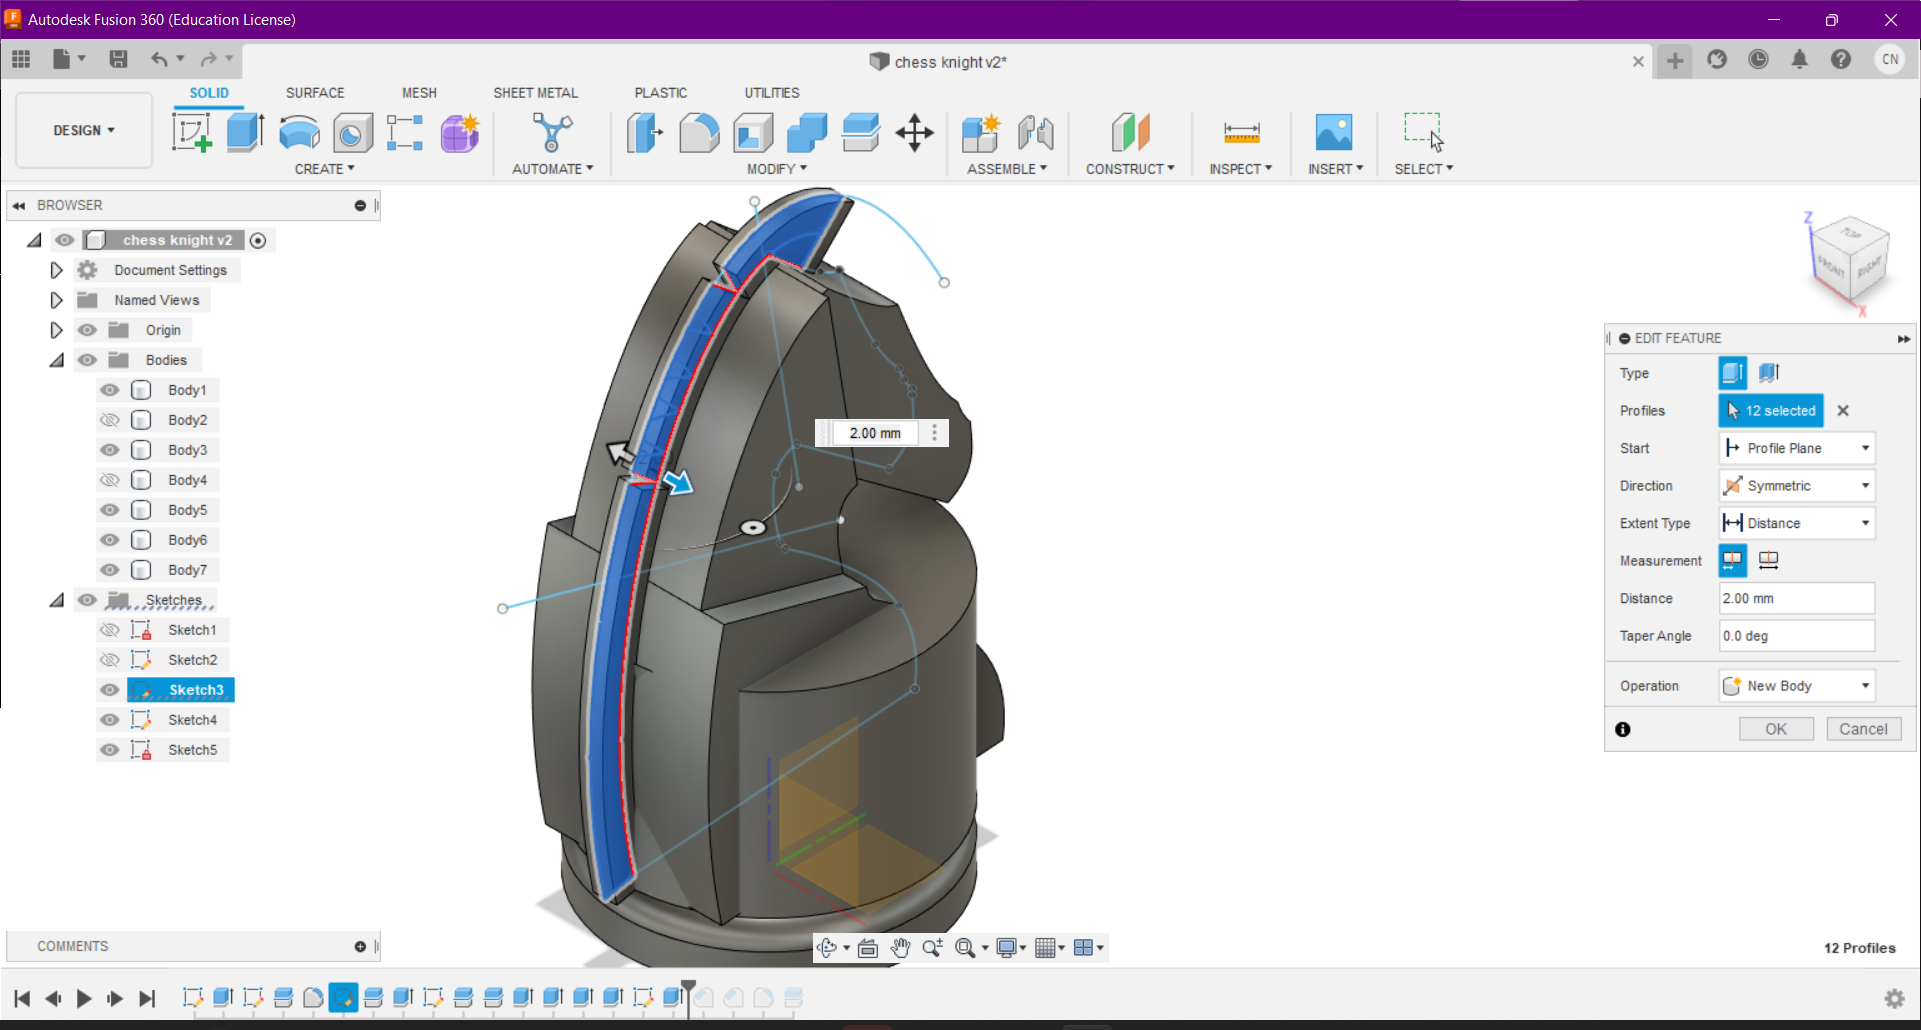 Autodesk Fusion 360 (Education License)
chess knight v2*
CN
SOLID SURFACE MESH SHEET METAL PLASTIC UTILITIES
DESIGN
CREATE AUTOMATE MODIFY ASSEMBLE CONSTRUCT INSPECT INSERT SELECT
BROWSER
chess knight v2
Document Settings
Named Views
Origin
Bodies
Body1
Body2
Body3
Body4
Body5
Body6
Body7
Sketches
Sketch1
Sketch2
Sketch3
Sketch4
Sketch5
2.00 mm
Z
TOP
FRONT
RIGHT
X
EDIT FEATURE
Type
Profiles 12 selected
Start Profile Plane
Direction Symmetric
Extent Type Distance
Measurement
Distance 2.00 mm
Taper Angle 0.0 deg
Operation New Body
OK Cancel
COMMENTS
12 Profiles